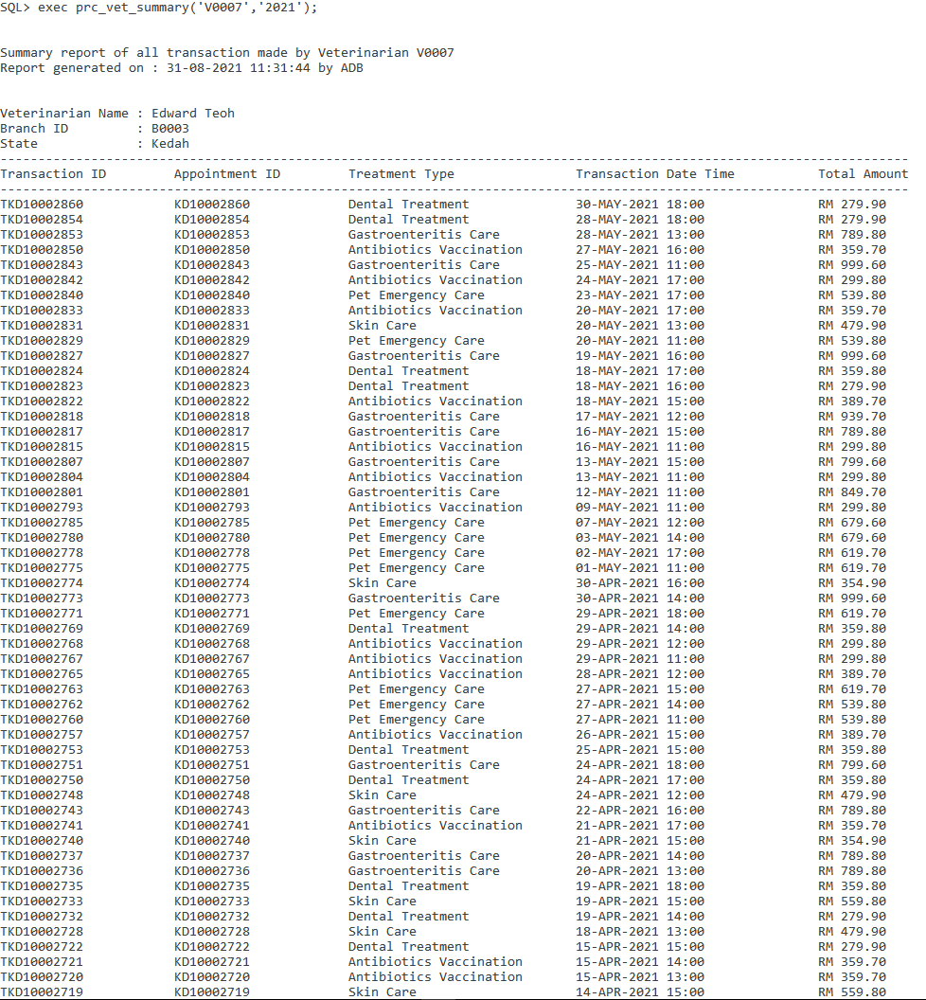 SQL> exec prc_vet_summary('V0007','2021');
Summary report of all transaction made by Veterinarian V0007
Report generated on : 31-08-2021 11:31:44 by ADB
Veterinarian Name : Edward Teoh
Branch ID : B0003
State : Kedah
--------------------------------------------------------------------------------
Transaction ID Appointment ID Treatment Type Transaction Date Time Total Amount
--------------------------------------------------------------------------------
TKD10002860 KD10002860 Dental Treatment 30-MAY-2021 18:00 RM 279.90
TKD10002854 KD10002854 Dental Treatment 28-MAY-2021 18:00 RM 279.90
TKD10002853 KD10002853 Gastroenteritis Care 28-MAY-2021 13:00 RM 789.80
TKD10002850 KD10002850 Antibiotics Vaccination 27-MAY-2021 16:00 RM 359.70
TKD10002843 KD10002843 Gastroenteritis Care 25-MAY-2021 11:00 RM 999.60
TKD10002842 KD10002842 Antibiotics Vaccination 24-MAY-2021 17:00 RM 299.80
TKD10002840 KD10002840 Pet Emergency Care 23-MAY-2021 17:00 RM 539.80
TKD10002833 KD10002833 Antibiotics Vaccination 20-MAY-2021 17:00 RM 359.70
TKD10002831 KD10002831 Skin Care 20-MAY-2021 13:00 RM 479.90
TKD10002829 KD10002829 Pet Emergency Care 20-MAY-2021 11:00 RM 539.80
TKD10002827 KD10002827 Gastroenteritis Care 19-MAY-2021 16:00 RM 999.60
TKD10002824 KD10002824 Dental Treatment 18-MAY-2021 17:00 RM 359.80
TKD10002823 KD10002823 Dental Treatment 18-MAY-2021 16:00 RM 279.90
TKD10002822 KD10002822 Antibiotics Vaccination 18-MAY-2021 15:00 RM 389.70
TKD10002818 KD10002818 Gastroenteritis Care 17-MAY-2021 12:00 RM 939.70
TKD10002817 KD10002817 Gastroenteritis Care 16-MAY-2021 15:00 RM 789.80
TKD10002815 KD10002815 Antibiotics Vaccination 16-MAY-2021 11:00 RM 299.80
TKD10002807 KD10002807 Gastroenteritis Care 13-MAY-2021 15:00 RM 799.60
TKD10002804 KD10002804 Antibiotics Vaccination 13-MAY-2021 11:00 RM 299.80
TKD10002801 KD10002801 Gastroenteritis Care 12-MAY-2021 11:00 RM 849.70
TKD10002793 KD10002793 Antibiotics Vaccination 09-MAY-2021 11:00 RM 299.80
TKD10002785 KD10002785 Pet Emergency Care 07-MAY-2021 12:00 RM 679.60
TKD10002780 KD10002780 Pet Emergency Care 03-MAY-2021 14:00 RM 679.60
TKD10002778 KD10002778 Pet Emergency Care 02-MAY-2021 17:00 RM 619.70
TKD10002775 KD10002775 Pet Emergency Care 01-MAY-2021 11:00 RM 619.70
TKD10002774 KD10002774 Skin Care 30-APR-2021 16:00 RM 354.90
TKD10002773 KD10002773 Gastroenteritis Care 30-APR-2021 14:00 RM 999.60
TKD10002771 KD10002771 Pet Emergency Care 29-APR-2021 18:00 RM 619.70
TKD10002769 KD10002769 Dental Treatment 29-APR-2021 14:00 RM 359.80
TKD10002768 KD10002768 Antibiotics Vaccination 29-APR-2021 12:00 RM 299.80
TKD10002767 KD10002767 Antibiotics Vaccination 29-APR-2021 11:00 RM 299.80
TKD10002765 KD10002765 Antibiotics Vaccination 28-APR-2021 12:00 RM 389.70
TKD10002763 KD10002763 Pet Emergency Care 27-APR-2021 15:00 RM 619.70
TKD10002762 KD10002762 Pet Emergency Care 27-APR-2021 14:00 RM 539.80
TKD10002760 KD10002760 Pet Emergency Care 27-APR-2021 11:00 RM 539.80
TKD10002757 KD10002757 Antibiotics Vaccination 26-APR-2021 15:00 RM 389.70
TKD10002753 KD10002753 Dental Treatment 25-APR-2021 15:00 RM 359.80
TKD10002751 KD10002751 Gastroenteritis Care 24-APR-2021 18:00 RM 799.60
TKD10002750 KD10002750 Dental Treatment 24-APR-2021 17:00 RM 359.80
TKD10002748 KD10002748 Skin Care 24-APR-2021 12:00 RM 479.90
TKD10002743 KD10002743 Gastroenteritis Care 22-APR-2021 16:00 RM 789.80
TKD10002741 KD10002741 Antibiotics Vaccination 21-APR-2021 17:00 RM 359.70
TKD10002740 KD10002740 Skin Care 21-APR-2021 15:00 RM 354.90
TKD10002737 KD10002737 Gastroenteritis Care 20-APR-2021 14:00 RM 789.80
TKD10002736 KD10002736 Gastroenteritis Care 20-APR-2021 13:00 RM 789.80
TKD10002735 KD10002735 Dental Treatment 19-APR-2021 18:00 RM 359.80
TKD10002733 KD10002733 Skin Care 19-APR-2021 15:00 RM 559.80
TKD10002732 KD10002732 Dental Treatment 19-APR-2021 14:00 RM 279.90
TKD10002728 KD10002728 Skin Care 18-APR-2021 13:00 RM 479.90
TKD10002722 KD10002722 Dental Treatment 15-APR-2021 15:00 RM 279.90
TKD10002721 KD10002721 Antibiotics Vaccination 15-APR-2021 14:00 RM 359.70
TKD10002720 KD10002720 Antibiotics Vaccination 15-APR-2021 13:00 RM 359.70
TKD10002719 KD10002719 Skin Care 14-APR-2021 15:00 RM 559.80